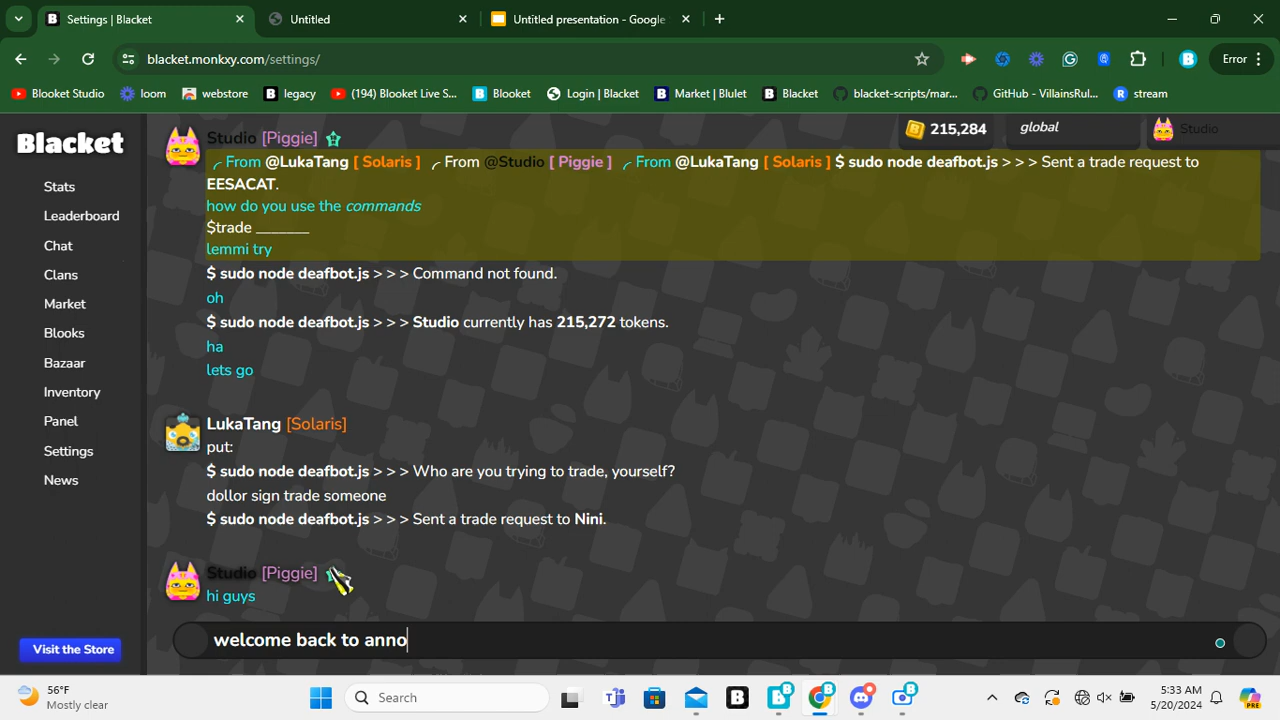 Settings | Blacket
Untitled
Untitled presentation - Google
blacket.monkxy.com/settings/
Error
Blooket Studio
loom
webstore
legacy
(194) Blooket Live S...
Blooket
Login | Blacket
Market | Blulet
Blacket
blacket-scripts/mar...
GitHub - VillainsRul...
stream
Blacket
Stats
Leaderboard
Chat
Clans
Market
Blooks
Bazaar
Inventory
Panel
Settings
News
Visit the Store
215,284
global
Studio
Studio [Piggie]
From @LukaTang [ Solaris ] From @Studio [ Piggie ] From @LukaTang [ Solaris ] $ sudo node deafbot.js > > > Sent a trade request to
EESACAT.
how do you use the commands
$trade _______
lemmi try
$ sudo node deafbot.js > > > Command not found.
oh
$ sudo node deafbot.js > > > Studio currently has 215,272 tokens.
ha
lets go
LukaTang [Solaris]
put:
$ sudo node deafbot.js > > > Who are you trying to trade, yourself?
dollor sign trade someone
$ sudo node deafbot.js > > > Sent a trade request to Nini.
Studio [Piggie]
hi guys
welcome back to anno
56°F
Mostly clear
Search
5:33 AM
5/20/2024
PRE